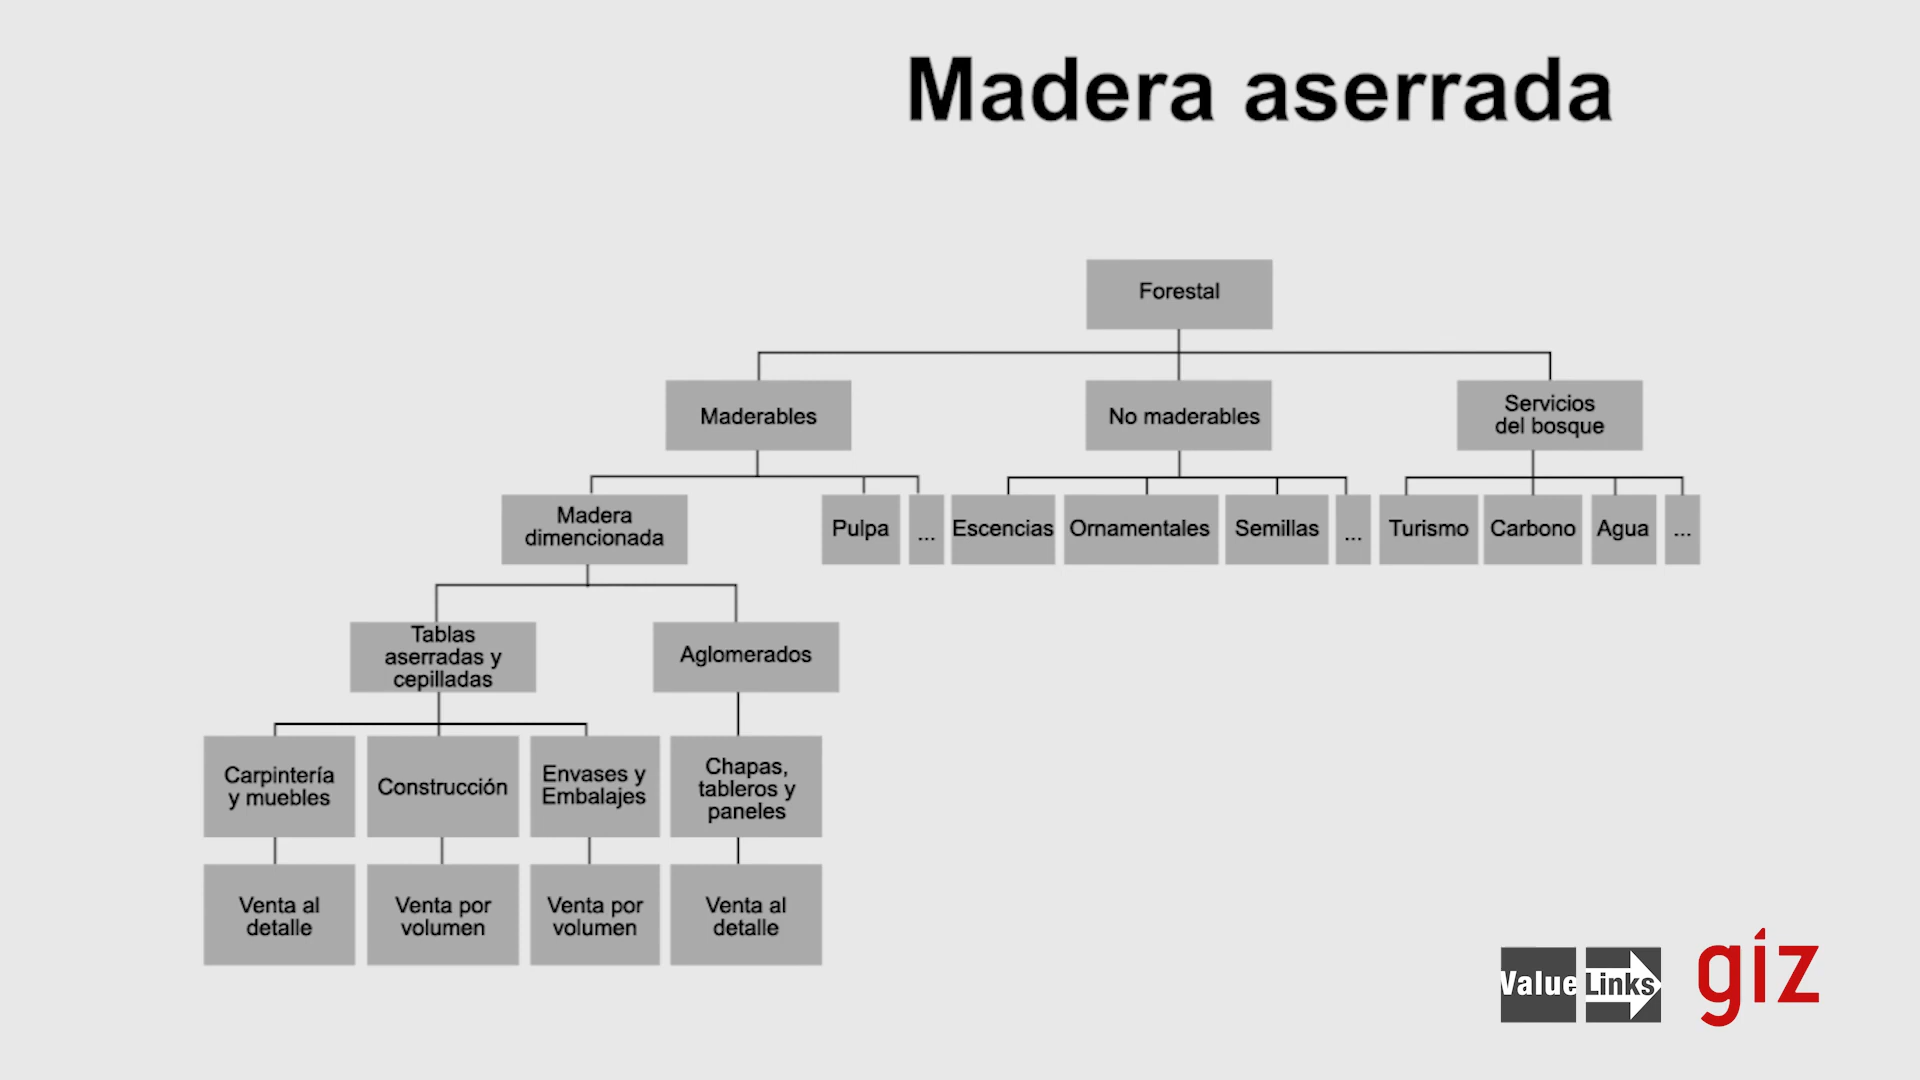 Madera aserrada
Forestal
Maderables
No maderables
Servicios
del bosque
Madera
dimencionada
Pulpa
...
Escencias
Ornamentales
Semillas
...
Turismo
Carbono
Agua
...
Tablas
aserradas y
cepilladas
Aglomerados
Carpintería
y muebles
Construcción
Envases y
Embalajes
Chapas,
tableros y
paneles
Venta al
detalle
Venta por
volumen
Venta por
volumen
Venta al
detalle
Value Links
giz